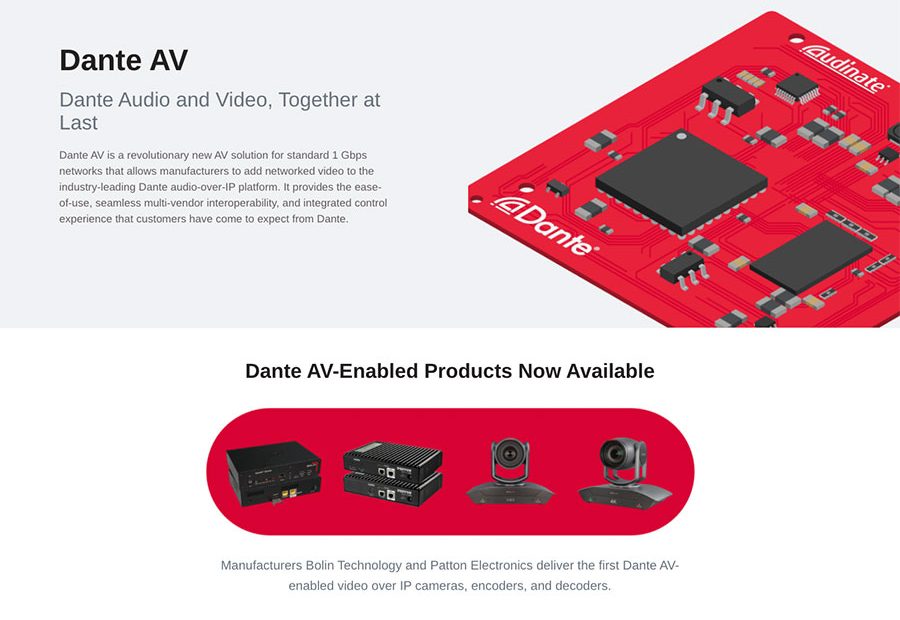 Dante AV
Dante Audio and Video, Together at
Last
Dante AV is a revolutionary new AV solution for standard 1 Gbps
networks that allows manufacturers to add networked video to the
industry-leading Dante audio-over-IP platform. It provides the ease-
of-use, seamless multi-vendor interoperability, and integrated control
experience that customers have come to expect from Dante.
Audinate®
Dante®
Dante AV-Enabled Products Now Available
Manufacturers Bolin Technology and Patton Electronics deliver the first Dante AV-
enabled video over IP cameras, encoders, and decoders.